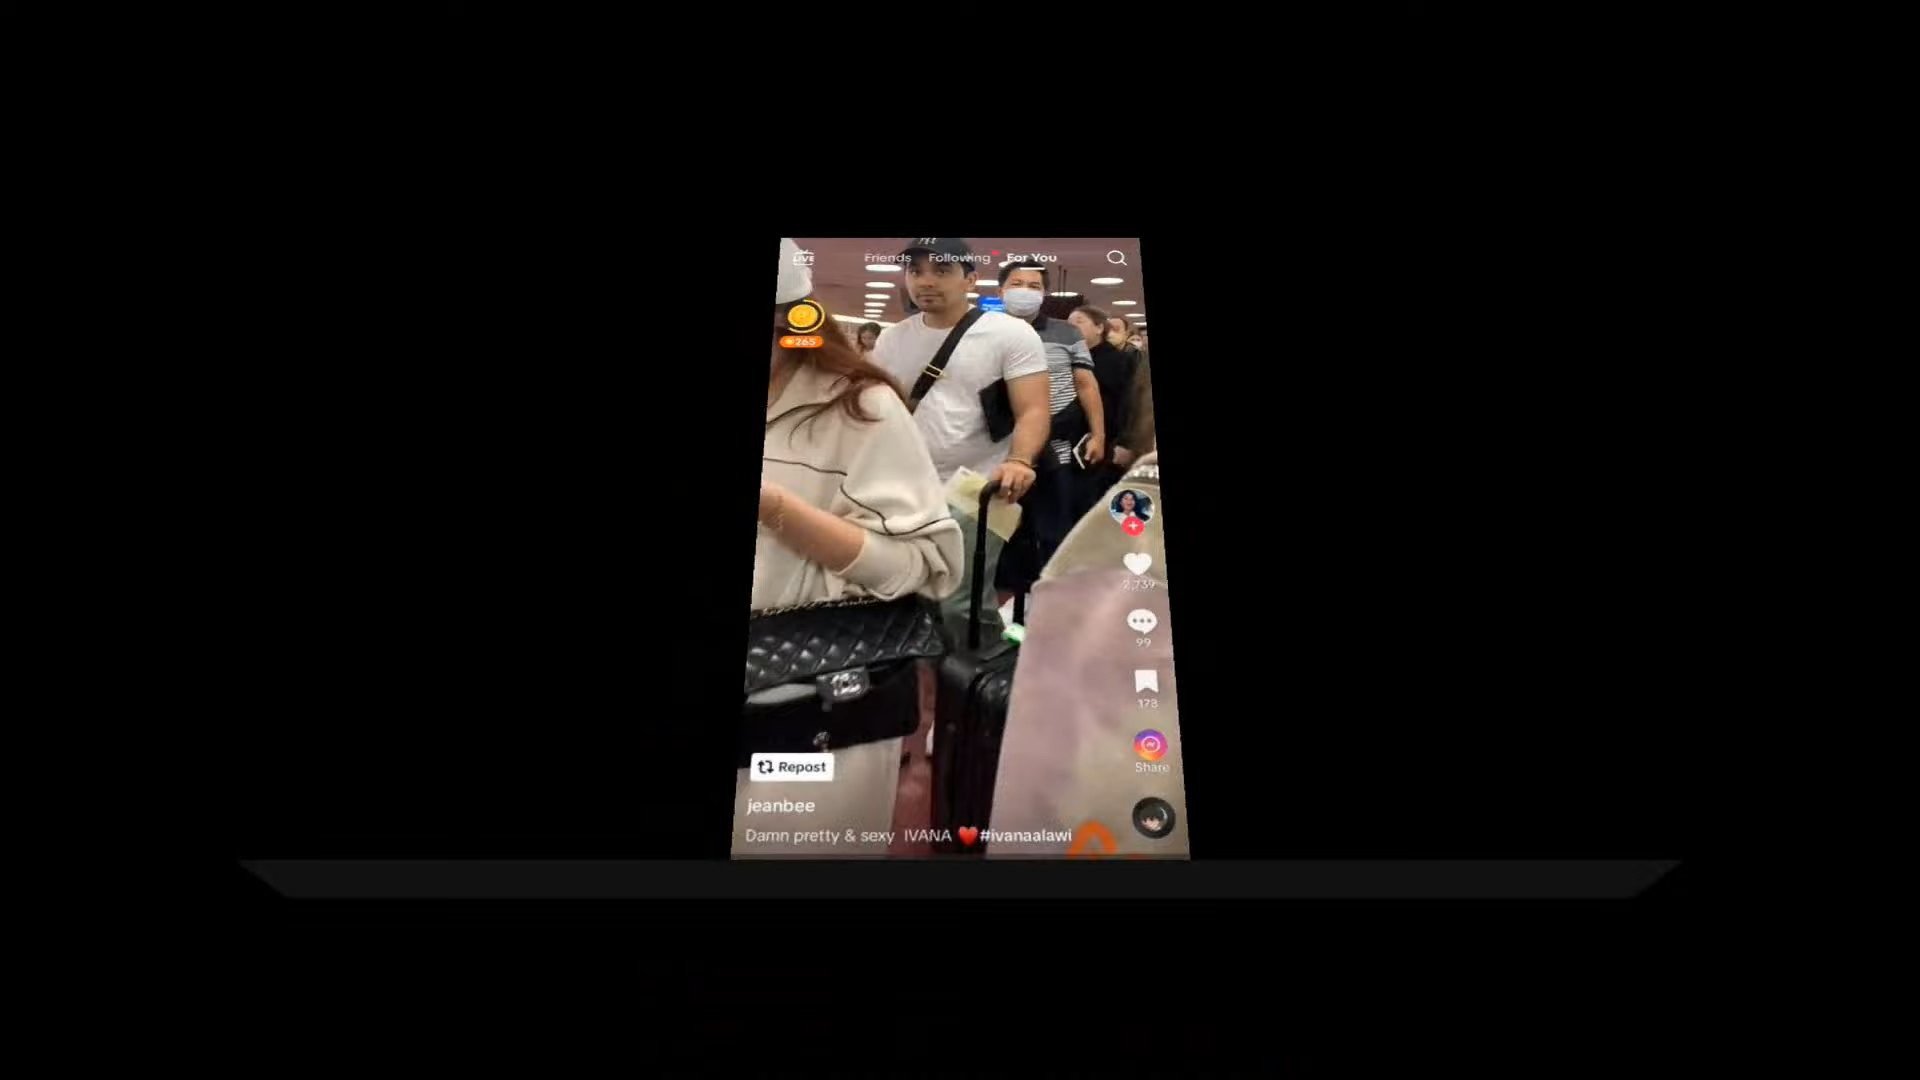 LIVE
Friends Following For You
265
2,739
99
178
Share
Repost
jeanbee
Damn pretty & sexy IVANA ❤️ #ivanaalawi